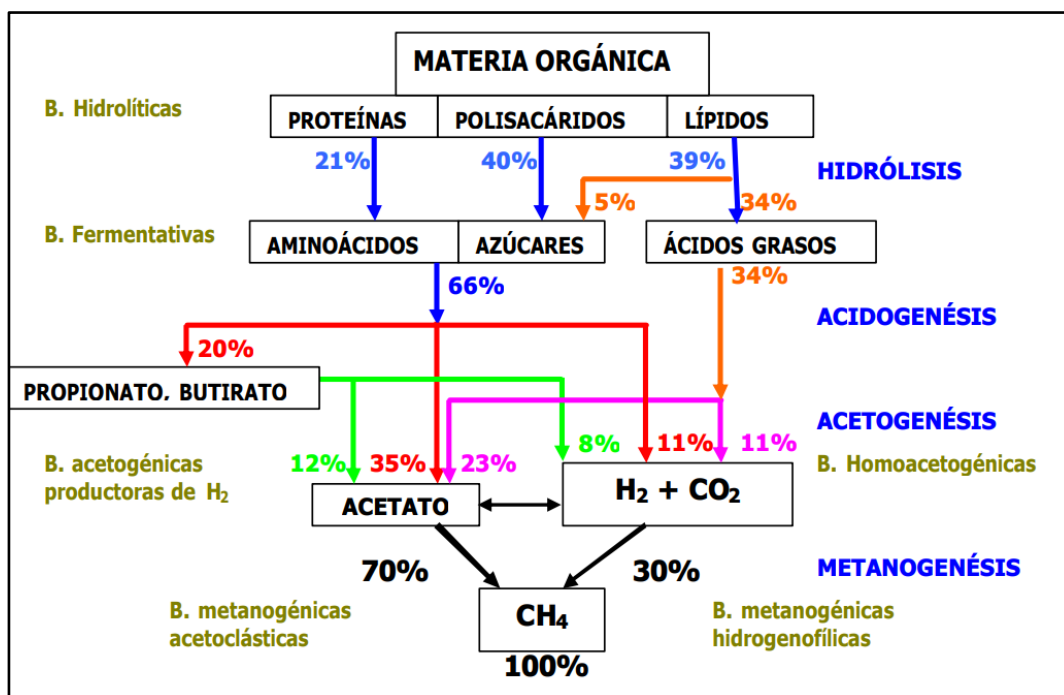 MATERIA ORGÁNICA
B. Hidrolíticas
PROTEÍNAS POLISACÁRIDOS LÍPIDOS
21% 40% 39%
HIDRÓLISIS
5% 34%
B. Fermentativas
AMINOÁCIDOS AZÚCARES ÁCIDOS GRASOS
66% 34%
ACIDOGENÉSIS
20%
PROPIONATO. BUTIRATO
ACETOGENÉSIS
12% 35% 23% 8% 11% 11%
B. acetogénicas
productoras de H₂
B. Homoacetogénicas
ACETATO
H₂ + CO₂
70% 30%
METANOGENÉSIS
B. metanogénicas
acetoclásticas
CH₄
B. metanogénicas
hidrogenofílicas
100%